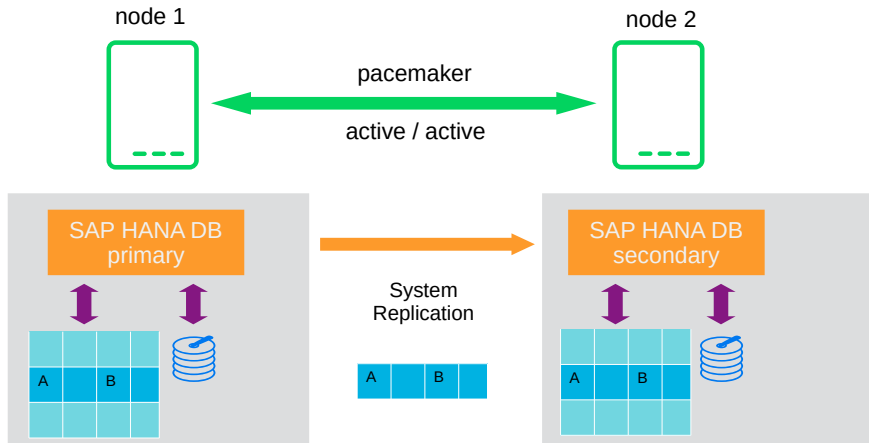 node 1
node 2
pacemaker
active / active
SAP HANA DB
primary
SAP HANA DB
secondary
System
Replication
A B
A B
A B